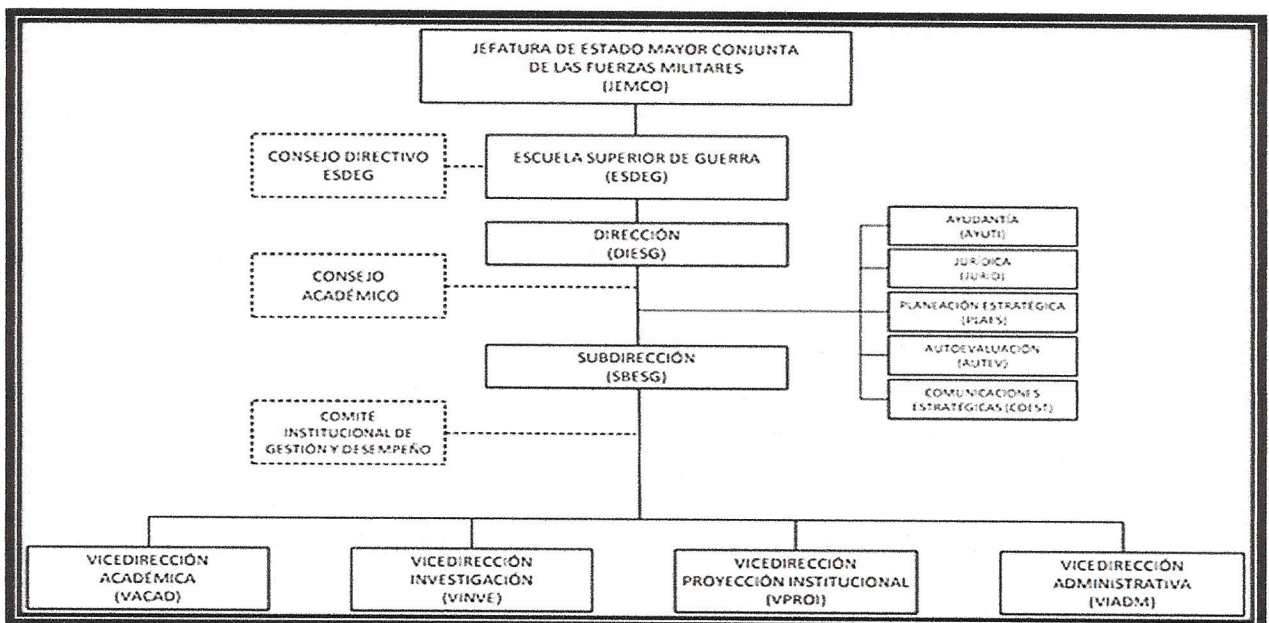 JEFATURA DE ESTADO MAYOR CONJUNTA
DE LAS FUERZAS MILITARES
(JEMCO)
CONSEJO DIRECTIVO
ESDEG
ESCUELA SUPERIOR DE GUERRA
(ESDEG)
DIRECCIÓN
(DIESG)
AYUDANTÍA
(AYUTI)
JURÍDICA
(JURID)
PLANEACIÓN ESTRATÉGICA
(PLAES)
AUTOEVALUACIÓN
(AUTEV)
COMUNICACIONES
ESTRATÉGICAS (COEST)
CONSEJO
ACADÉMICO
SUBDIRECCIÓN
(SBESG)
COMITÉ
INSTITUCIONAL DE
GESTIÓN Y DESEMPEÑO
VICEDIRECCIÓN
ACADÉMICA
(VACAD)
VICEDIRECCIÓN
INVESTIGACIÓN
(VINVE)
VICEDIRECCIÓN
PROYECCIÓN INSTITUCIONAL
(VPROI)
VICEDIRECCIÓN
ADMINISTRATIVA
(VIADM)